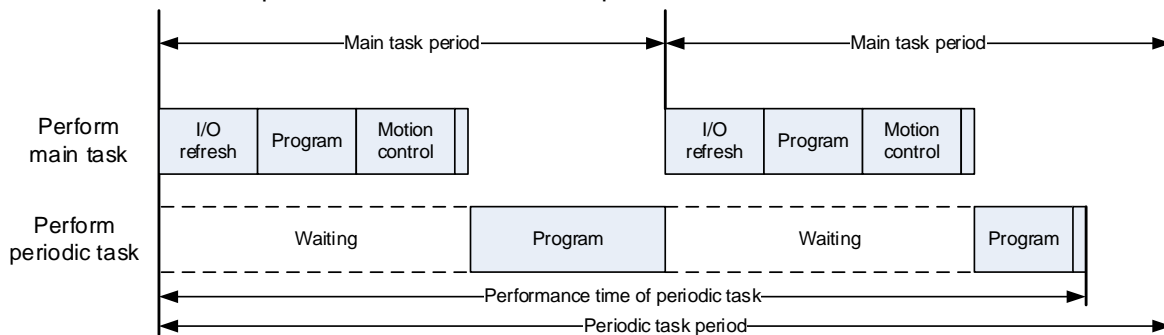 Main task period
Main task period
Perform
main task
I/O
refresh
Program
Motion
control
I/O
refresh
Program
Motion
control
Perform
periodic task
Waiting
Program
Waiting
Program
Performance time of periodic task
Periodic task period